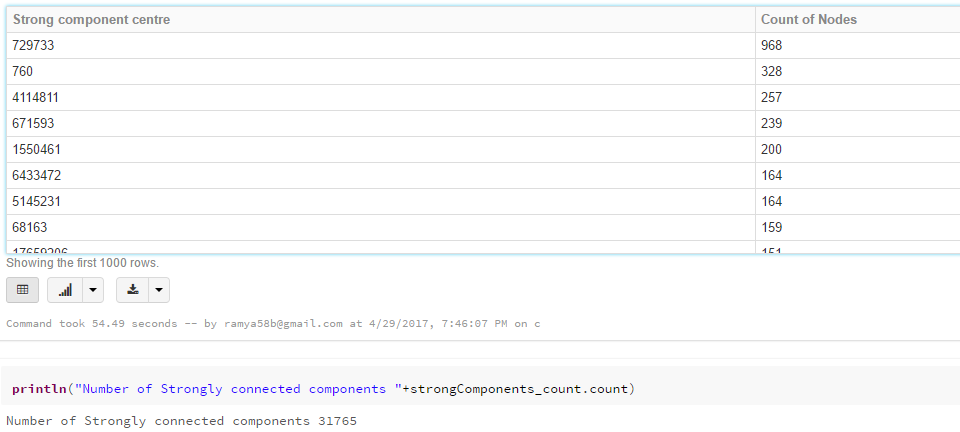 Strong component centre Count of Nodes
729733 968
760 328
4114811 257
671593 239
1550461 200
6433472 164
5145231 164
68163 159
17659206 151
Showing the first 1000 rows.
Command took 54.49 seconds -- by ramya58b@gmail.com at 4/29/2017, 7:46:07 PM on c
println("Number of Strongly connected components "+strongComponents_count.count)
Number of Strongly connected components 31765